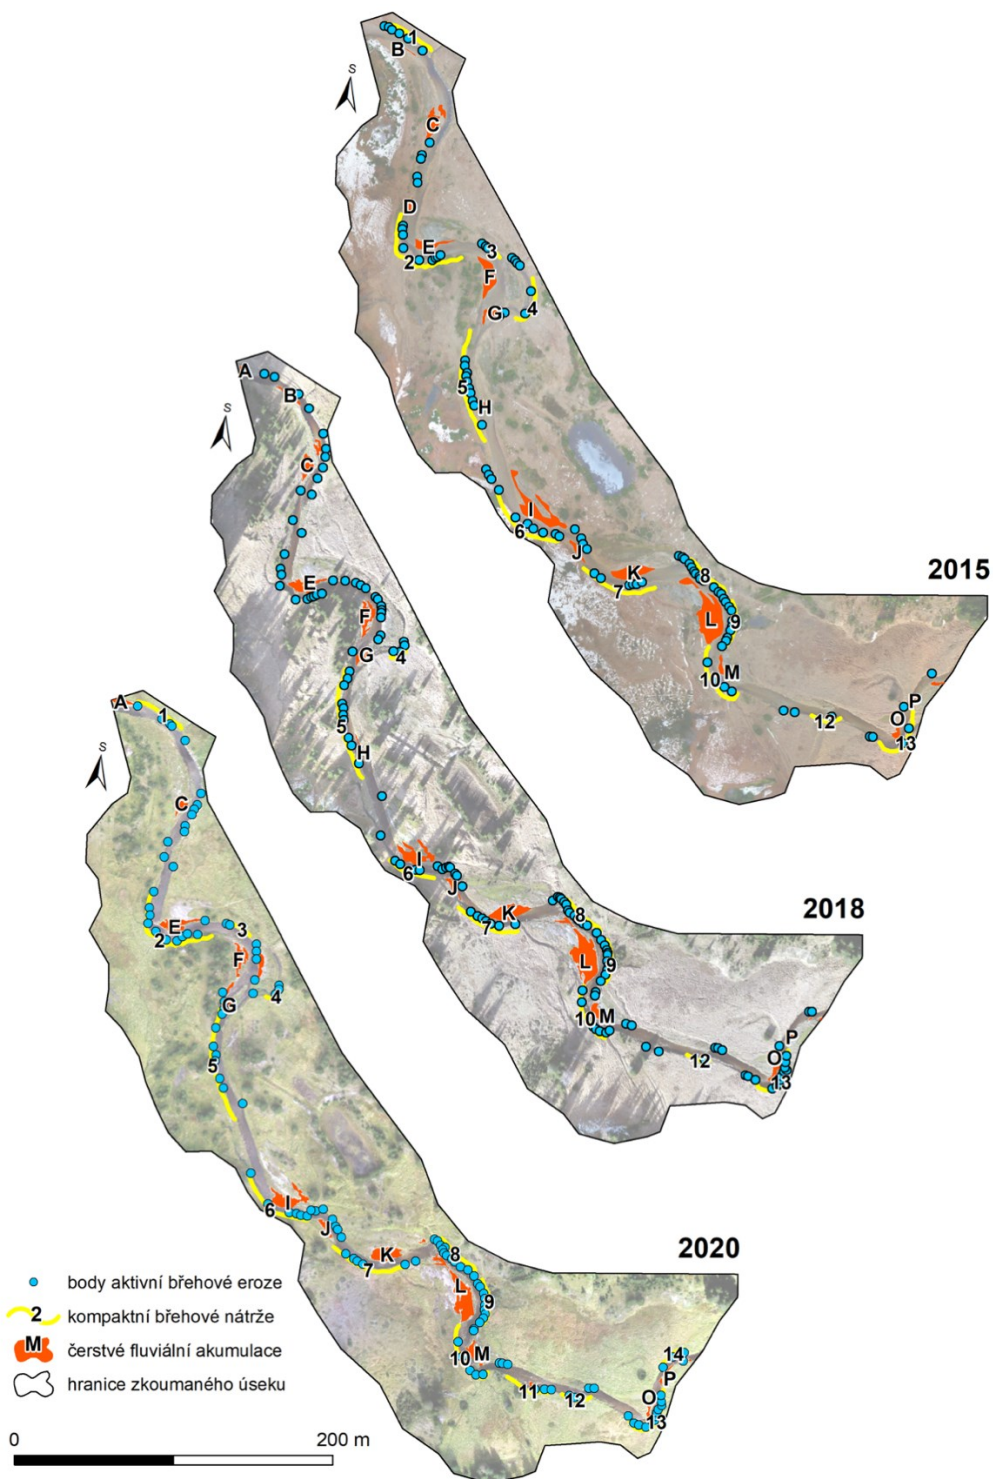 S
1
B
C
D
E
2
3
F
G
4
5
H
I
6
J
K
7
8
L
9
10
M
12
P
O
13
2015
S
A
B
C
E
F
G
4
5
H
I
6
J
K
7
8
L
9
10
M
12
P
O
13
2018
S
A
1
C
E
2
3
F
G
4
5
I
6
J
K
7
8
L
9
10
M
11
12
14
P
O
13
2020
body aktivní břehové eroze
2 kompaktní břehové nátrže
M čerstvé fluviální akumulace
hranice zkoumaného úseku
0 200 m